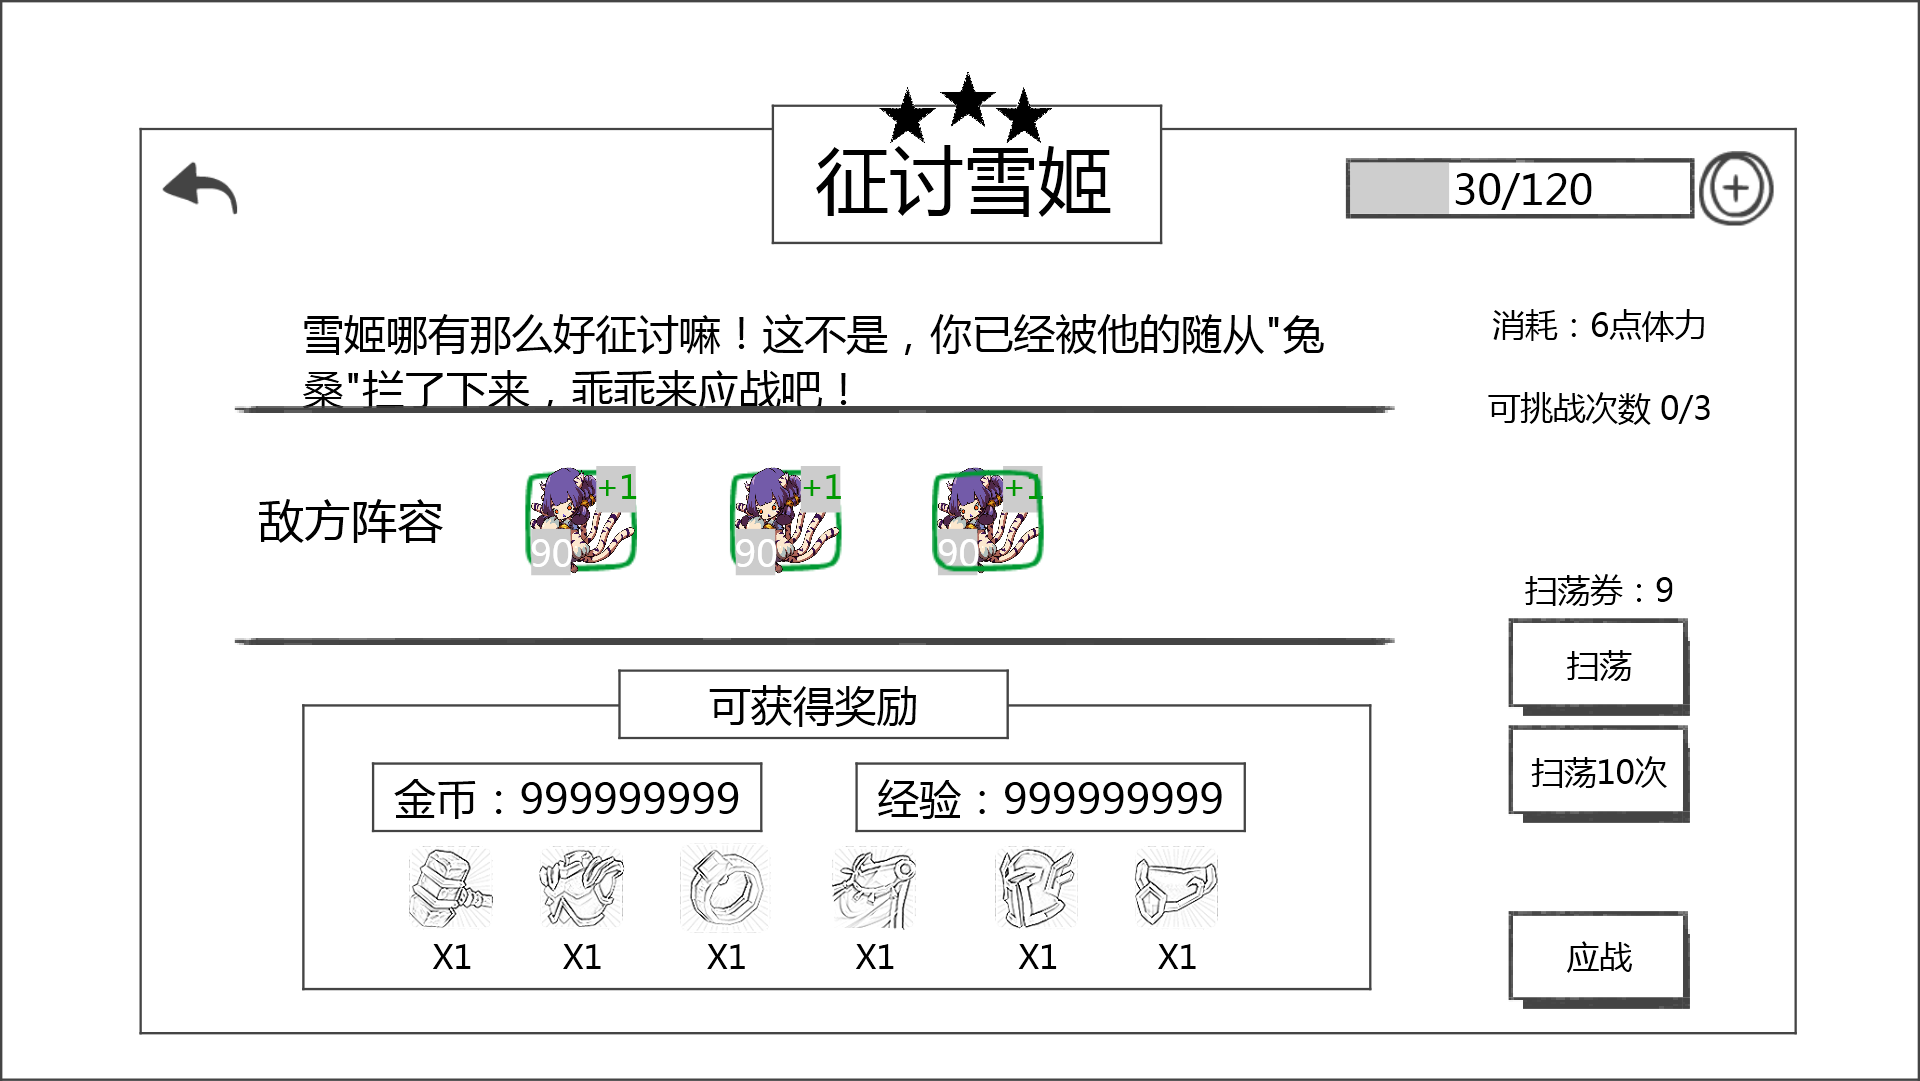 征讨雪姬
30/120
雪姬哪有那么好征讨嘛！这不是，你已经被他的随从"兔
桑"拦了下来，乖乖来应战吧！
消耗：6点体力
可挑战次数 0/3
敌方阵容
+1
90
+1
90
+1
90
扫荡券：9
扫荡
扫荡10次
可获得奖励
金币：999999999
经验：999999999
X1
X1
X1
X1
X1
X1
应战